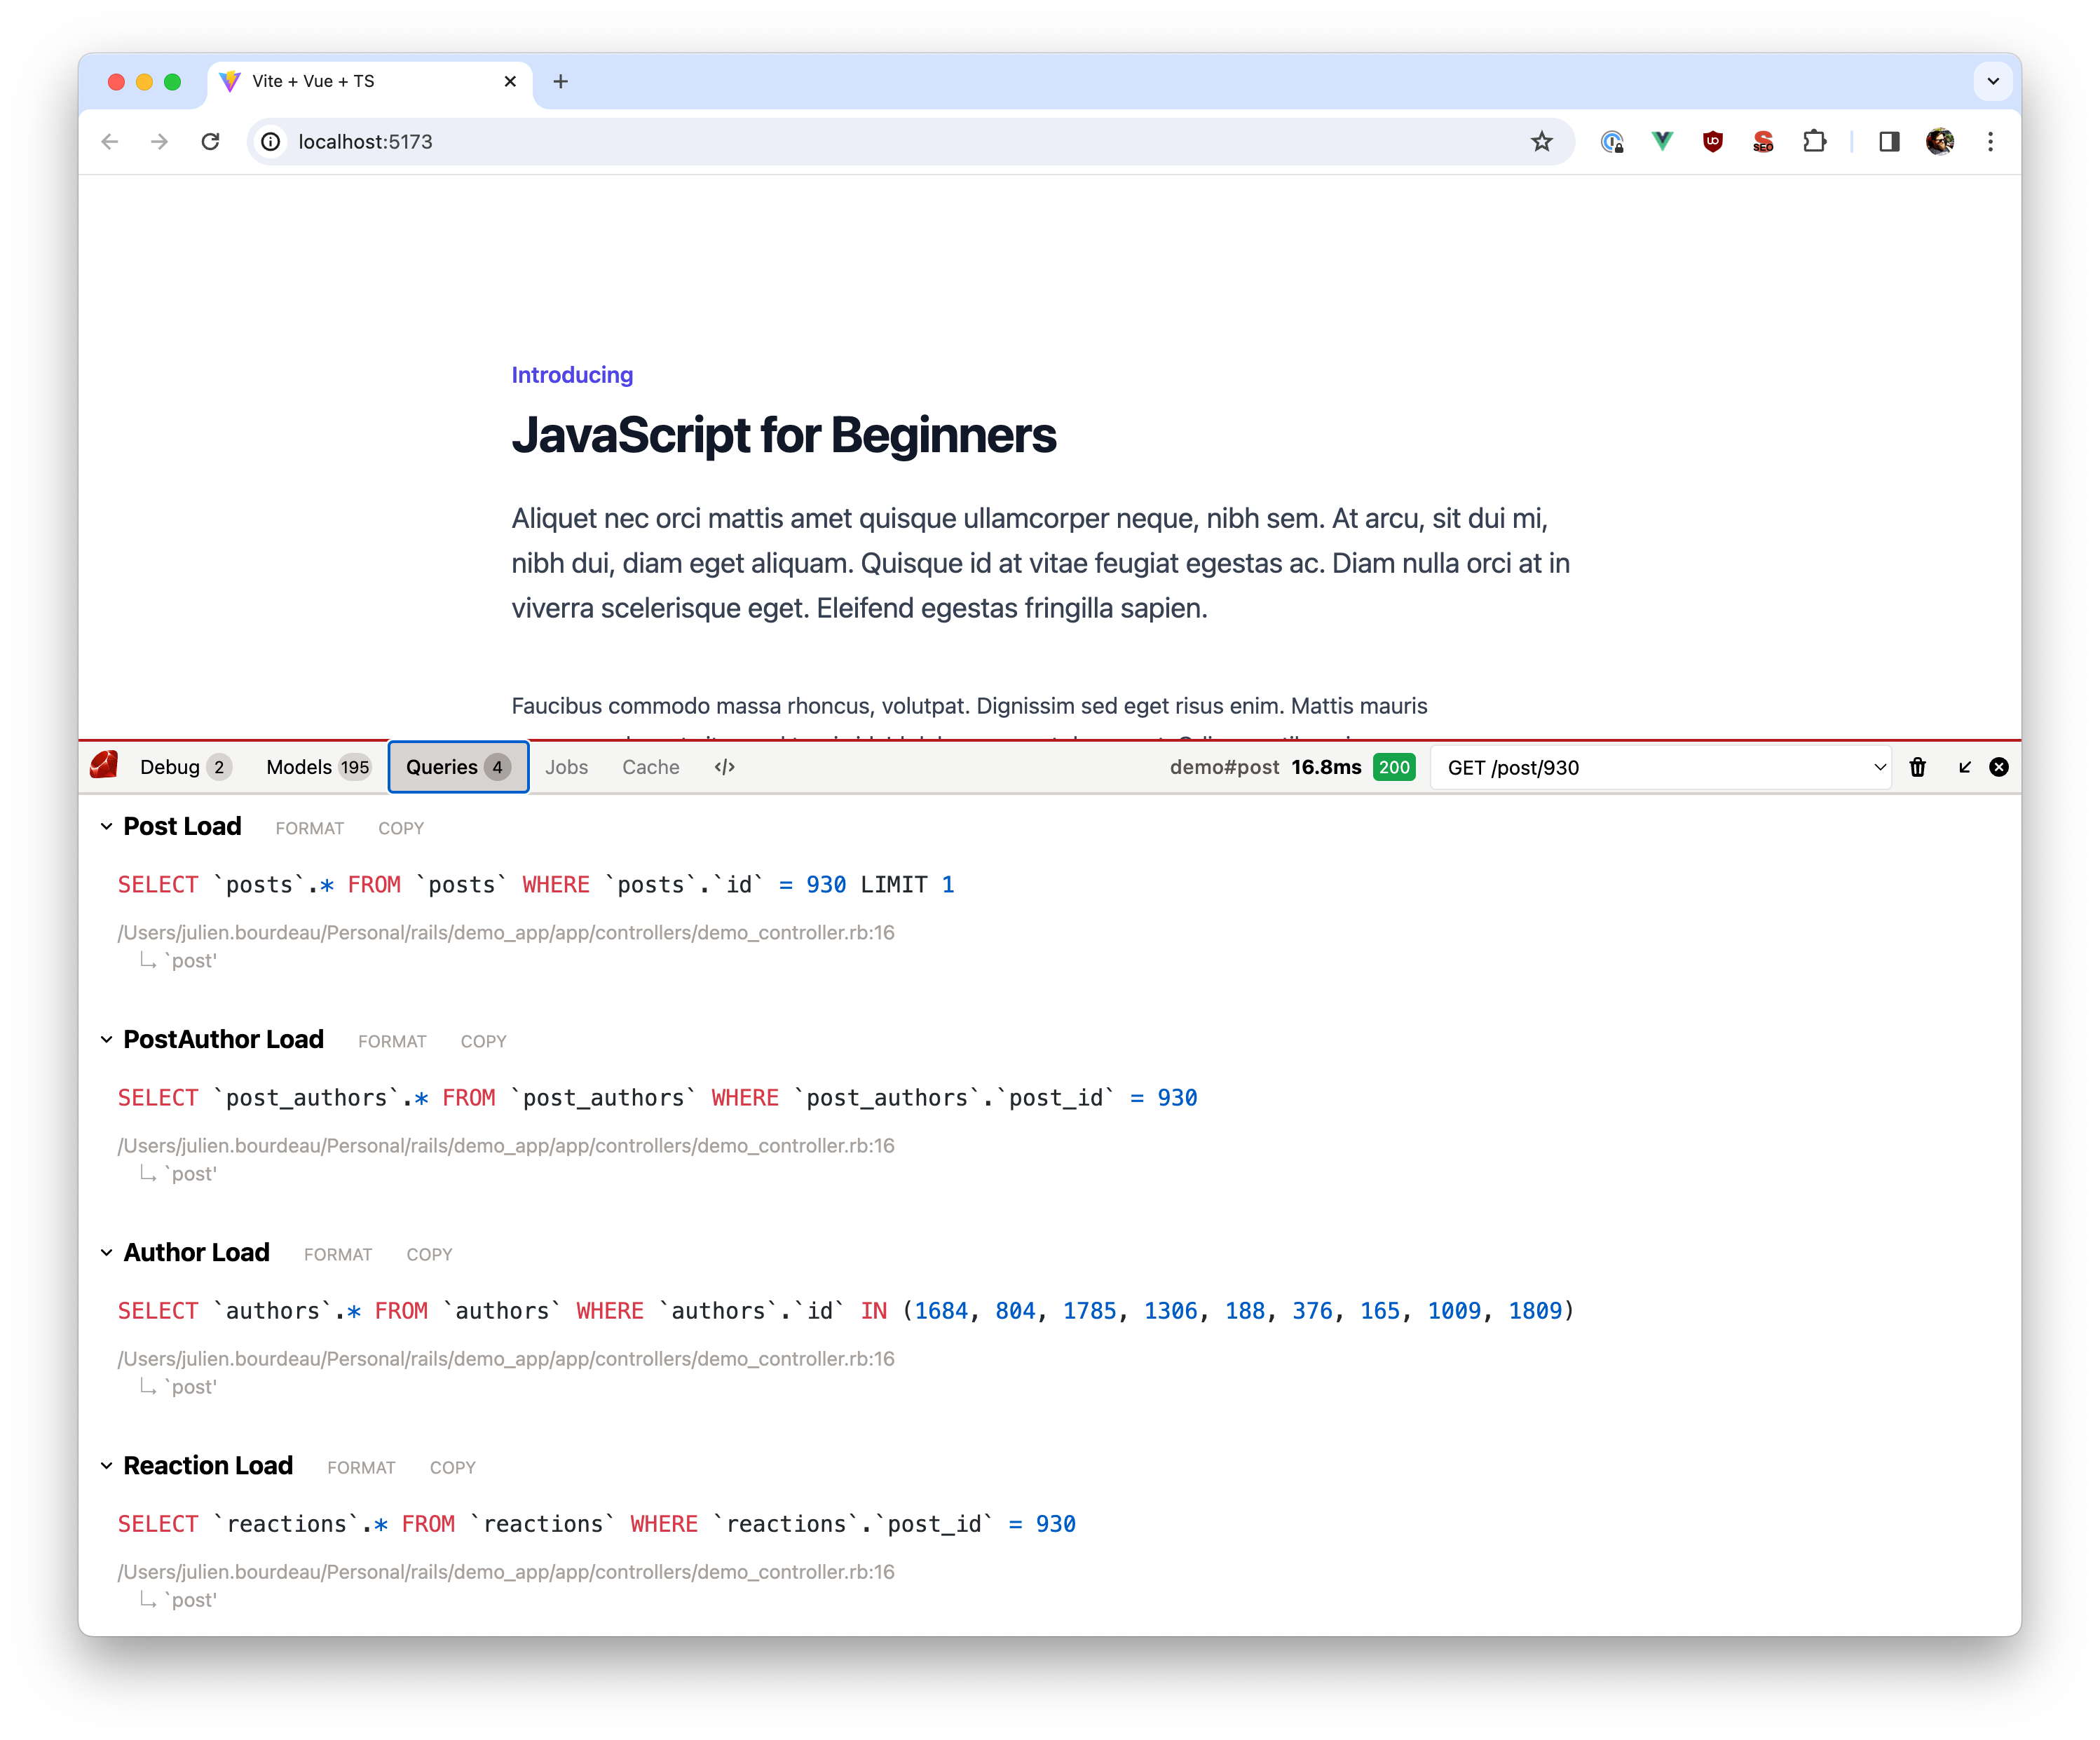 Vite + Vue + TS
localhost:5173
SEO
Introducing
JavaScript for Beginners
Aliquet nec orci mattis amet quisque ullamcorper neque, nibh sem. At arcu, sit dui mi,
nibh dui, diam eget aliquam. Quisque id at vitae feugiat egestas ac. Diam nulla orci at in
viverra scelerisque eget. Eleifend egestas fringilla sapien.
Faucibus commodo massa rhoncus, volutpat. Dignissim sed eget risus enim. Mattis mauris
Debug 2 Models 195 Queries 4 Jobs Cache </> demo#post 16.8ms 200 GET /post/930
Post Load FORMAT COPY
SELECT `posts`.* FROM `posts` WHERE `posts`.`id` = 930 LIMIT 1
/Users/julien.bourdeau/Personal/rails/demo_app/app/controllers/demo_controller.rb:16
`post'
PostAuthor Load FORMAT COPY
SELECT `post_authors`.* FROM `post_authors` WHERE `post_authors`.`post_id` = 930
/Users/julien.bourdeau/Personal/rails/demo_app/app/controllers/demo_controller.rb:16
`post'
Author Load FORMAT COPY
SELECT `authors`.* FROM `authors` WHERE `authors`.`id` IN (1684, 804, 1785, 1306, 188, 376, 165, 1009, 1809)
/Users/julien.bourdeau/Personal/rails/demo_app/app/controllers/demo_controller.rb:16
`post'
Reaction Load FORMAT COPY
SELECT `reactions`.* FROM `reactions` WHERE `reactions`.`post_id` = 930
/Users/julien.bourdeau/Personal/rails/demo_app/app/controllers/demo_controller.rb:16
`post'